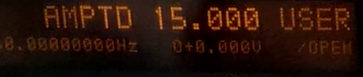 AMPTD 15.000 USER
0.00000000Hz 0+0.000V /OPEN